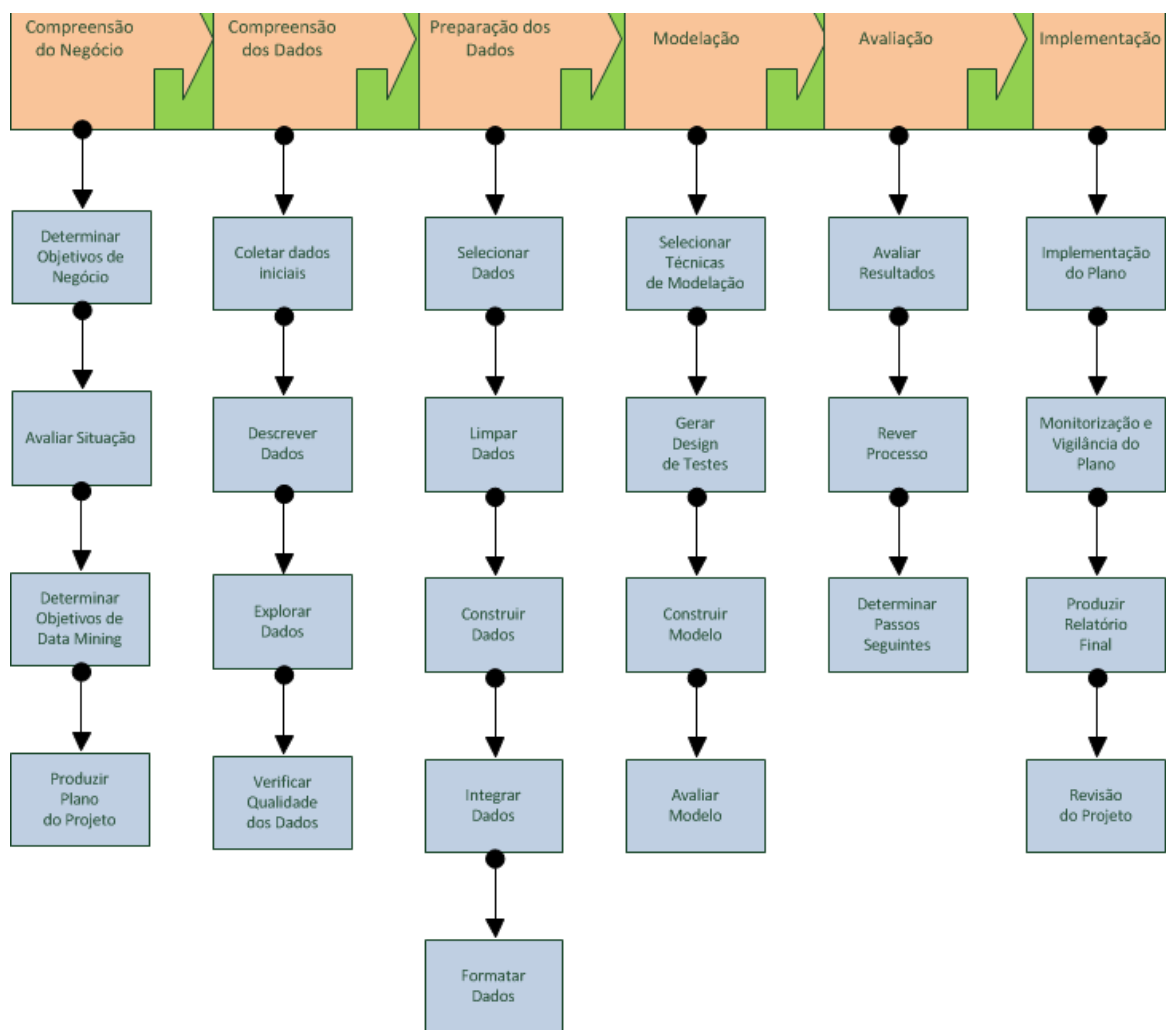 Compreensão
do Negócio
Compreensão
dos Dados
Preparação dos
Dados
Modelação
Avaliação
Implementação
Determinar
Objetivos de
Negócio
Avaliar Situação
Determinar
Objetivos de
Data Mining
Produzir
Plano
do Projeto
Coletar dados
iniciais
Descrever
Dados
Explorar
Dados
Verificar
Qualidade
dos Dados
Selecionar
Dados
Limpar
Dados
Construir
Dados
Integrar
Dados
Formatar
Dados
Selecionar
Técnicas
de Modelação
Gerar
Design
de Testes
Construir
Modelo
Avaliar
Modelo
Avaliar
Resultados
Rever
Processo
Determinar
Passos
Seguintes
Implementação
do Plano
Monitorização e
Vigilância do
Plano
Produzir
Relatório
Final
Revisão
do Projeto